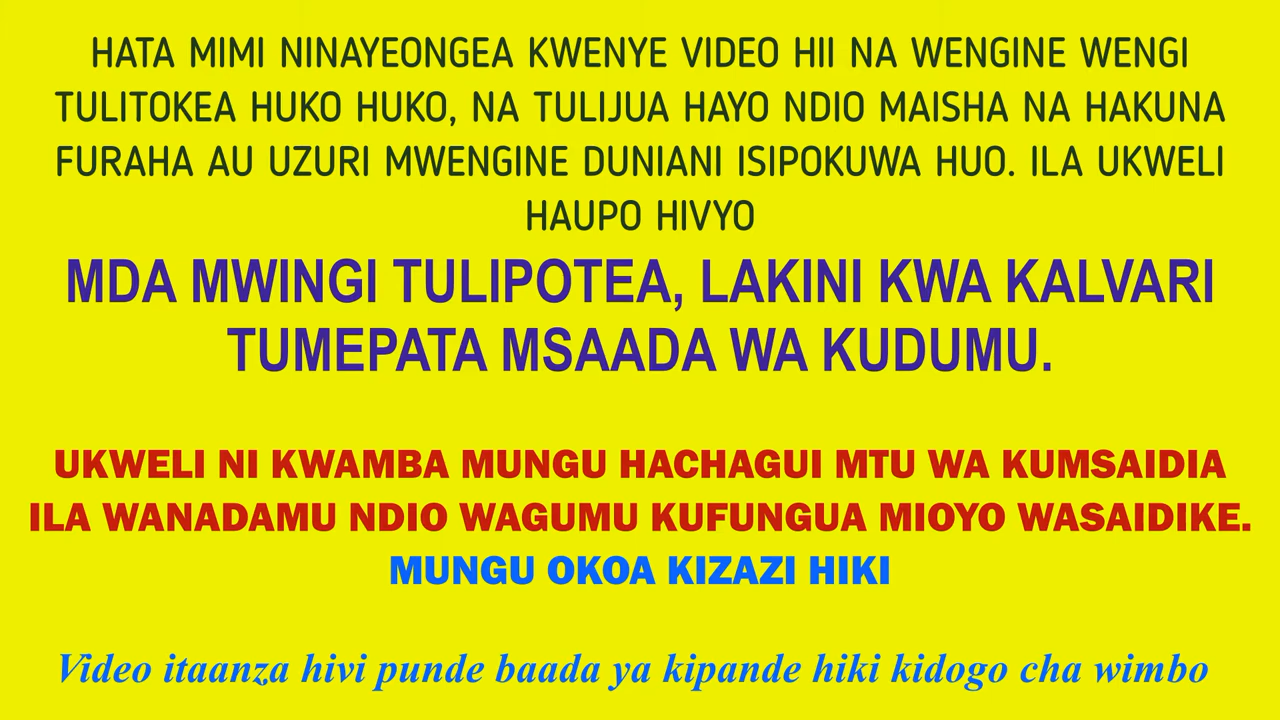 HATA MIMI NINAYEONGEA KWENYE VIDEO HII NA WENGINE WENGI
TULITOKEA HUKO HUKO, NA TULIJUA HAYO NDIO MAISHA NA HAKUNA
FURAHA AU UZURI MWENGINE DUNIANI ISIPOKUWA HUO. ILA UKWELI
HAUPO HIVYO
MDA MWINGI TULIPOTEA, LAKINI KWA KALVARI
TUMEPATA MSAADA WA KUDUMU.
UKWELI NI KWAMBA MUNGU HACHAGUI MTU WA KUMSAIDIA
ILA WANADAMU NDIO WAGUMU KUFUNGUA MIOYO WASAIDIKE.
MUNGU OKOA KIZAZI HIKI
Video itaanza hivi punde baada ya kipande hiki kidogo cha wimbo